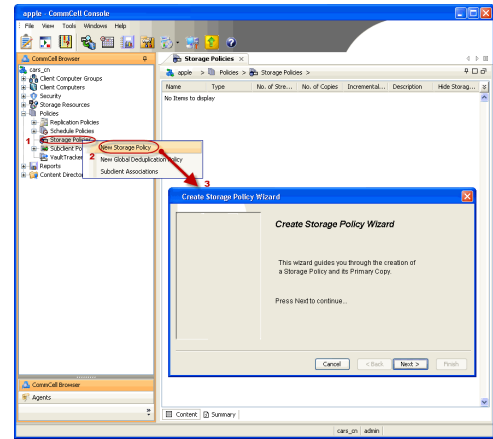 apple - CommCell Console
File View Tools Windows Help
CommCell Browser
Storage Policies
cars_cn
apple > Policies > Storage Policies >
Client Computer Groups
Client Computers
Security
Storage Resources
Policies
Replication Policies
Schedule Policies
Storage Policies
Subclient Po
VaultTracker
Reports
Content Director
Name Type No. of Stre... No. of Copies Incremental... Description Hide Storag...
No Items to display
1
2
3
New Storage Policy
New Global Deduplication Policy
Subclient Associations
Create Storage Policy Wizard
Create Storage Policy Wizard
This wizard guides you through the creation of
a Storage Policy and its Primary Copy.
Press Next to continue...
Cancel < Back Next > Finish
CommCell Browser
Agents
Content Summary
cars_cn admin